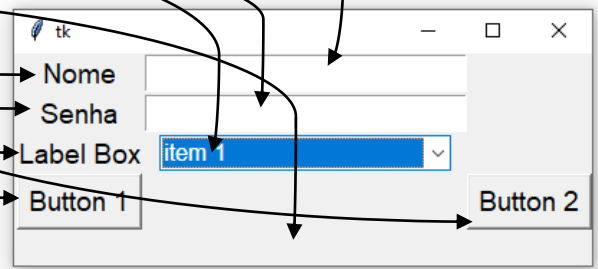 tk
Nome
Senha
Label Box item 1
Button 1 Button 2